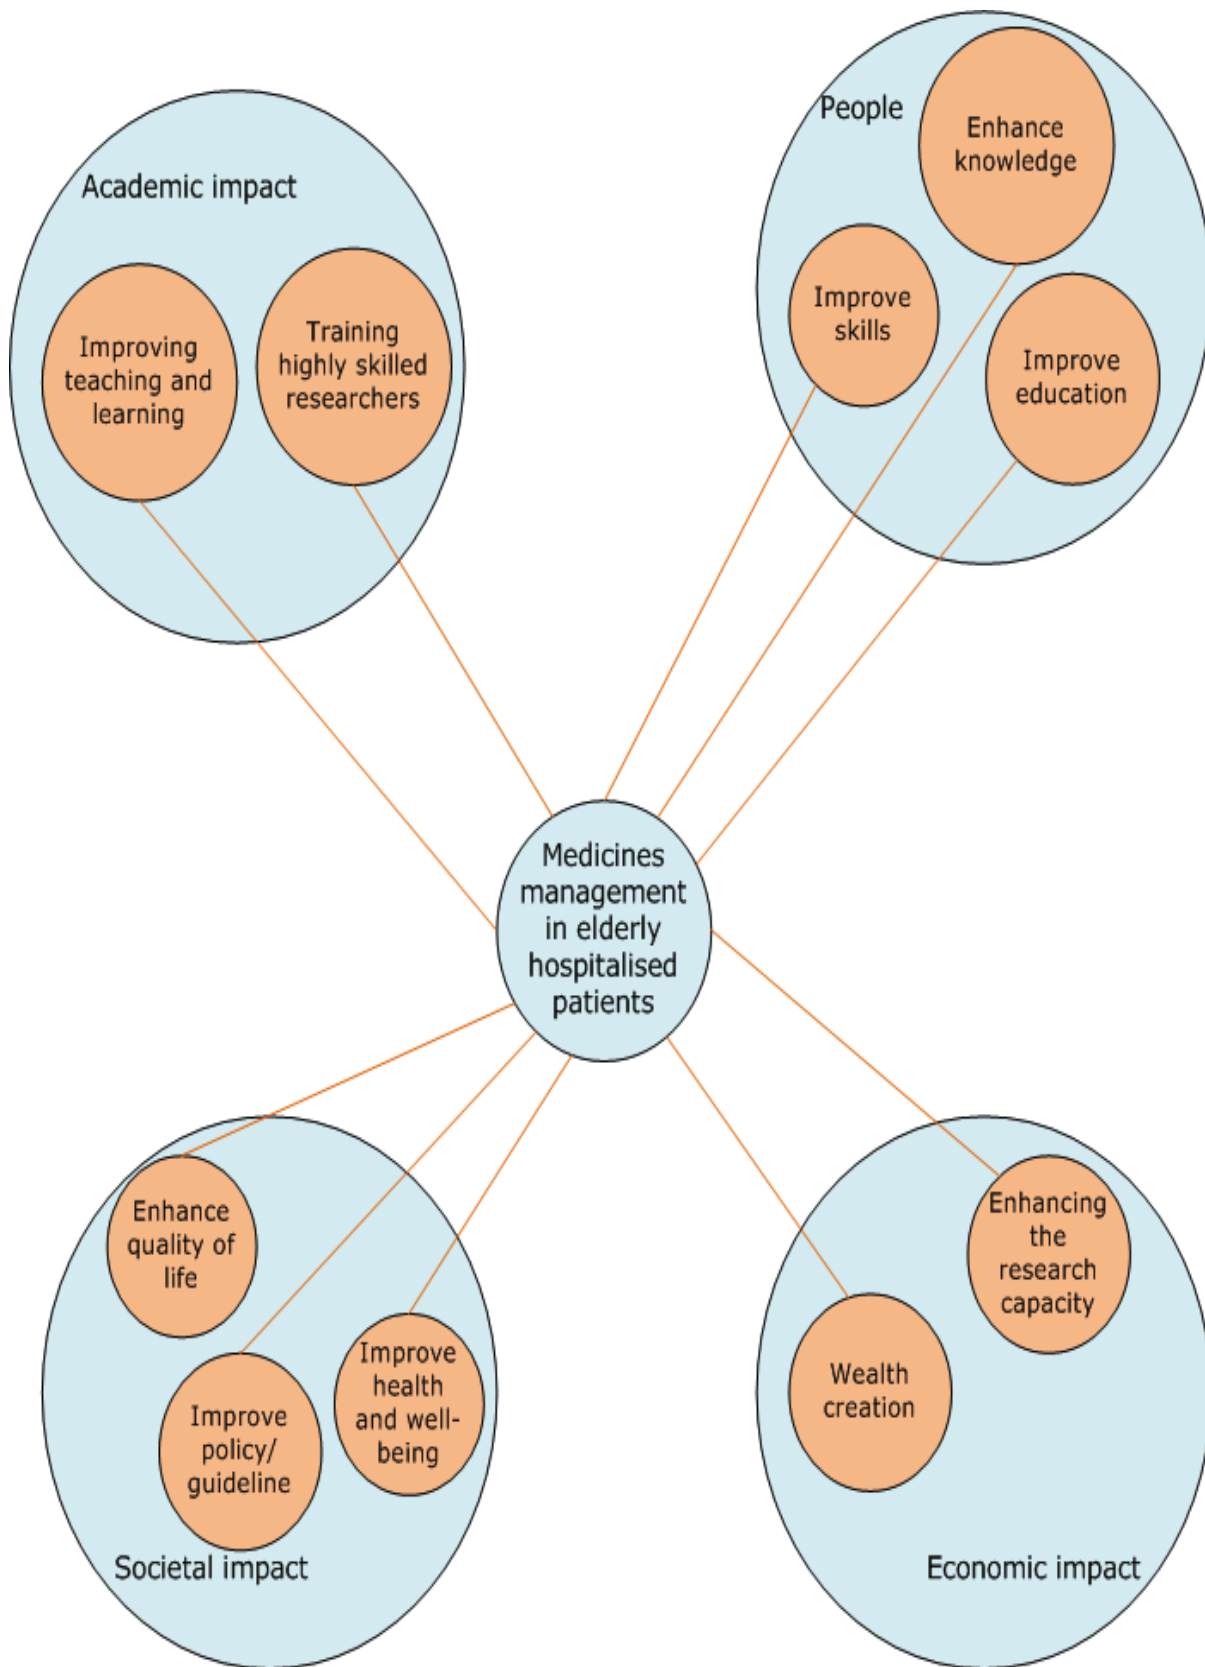 Academic impact
Improving
teaching and
learning
Training
highly skilled
researchers
People
Enhance
knowledge
Improve
skills
Improve
education
Medicines
management
in elderly
hospitalised
patients
Enhance
quality of
life
Improve
policy/
guideline
Improve
health
and well-
being
Societal impact
Enhancing
the
research
capacity
Wealth
creation
Economic impact